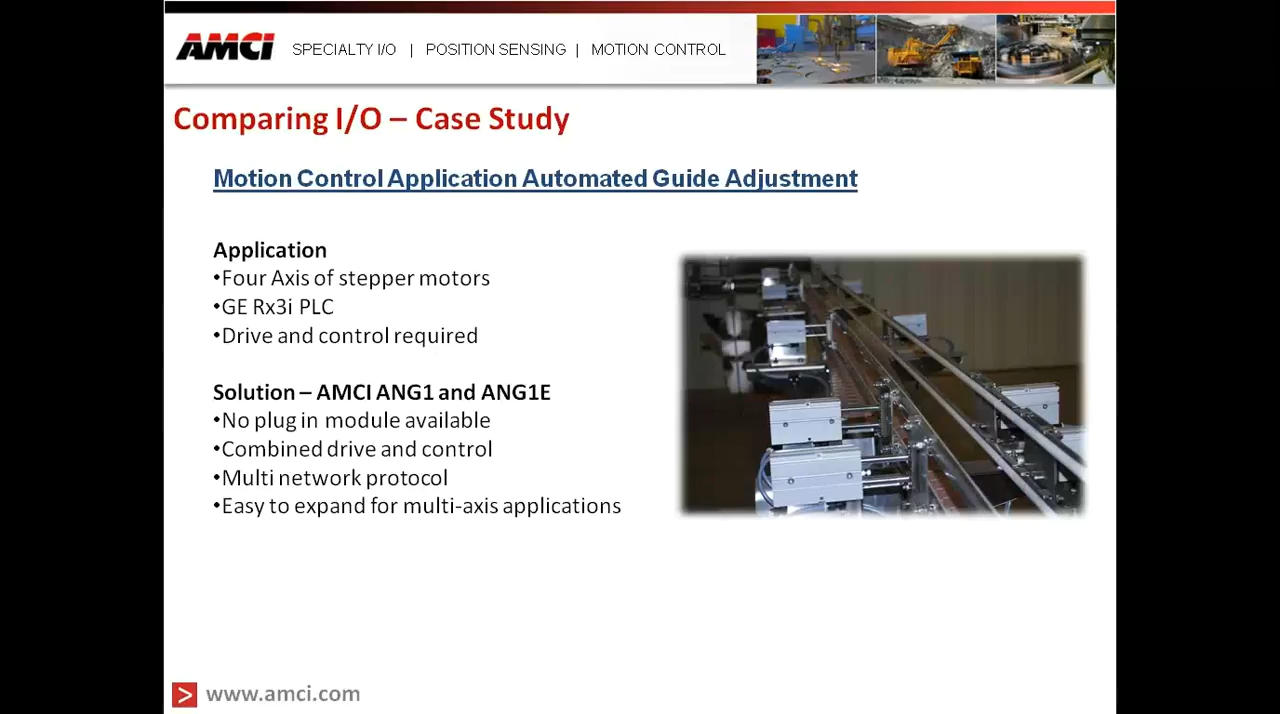 AMCI SPECIALTY I/O | POSITION SENSING | MOTION CONTROL
Comparing I/O – Case Study
Motion Control Application Automated Guide Adjustment
Application
•Four Axis of stepper motors
•GE Rx3i PLC
•Drive and control required
Solution – AMCI ANG1 and ANG1E
•No plug in module available
•Combined drive and control
•Multi network protocol
•Easy to expand for multi-axis applications
> www.amci.com